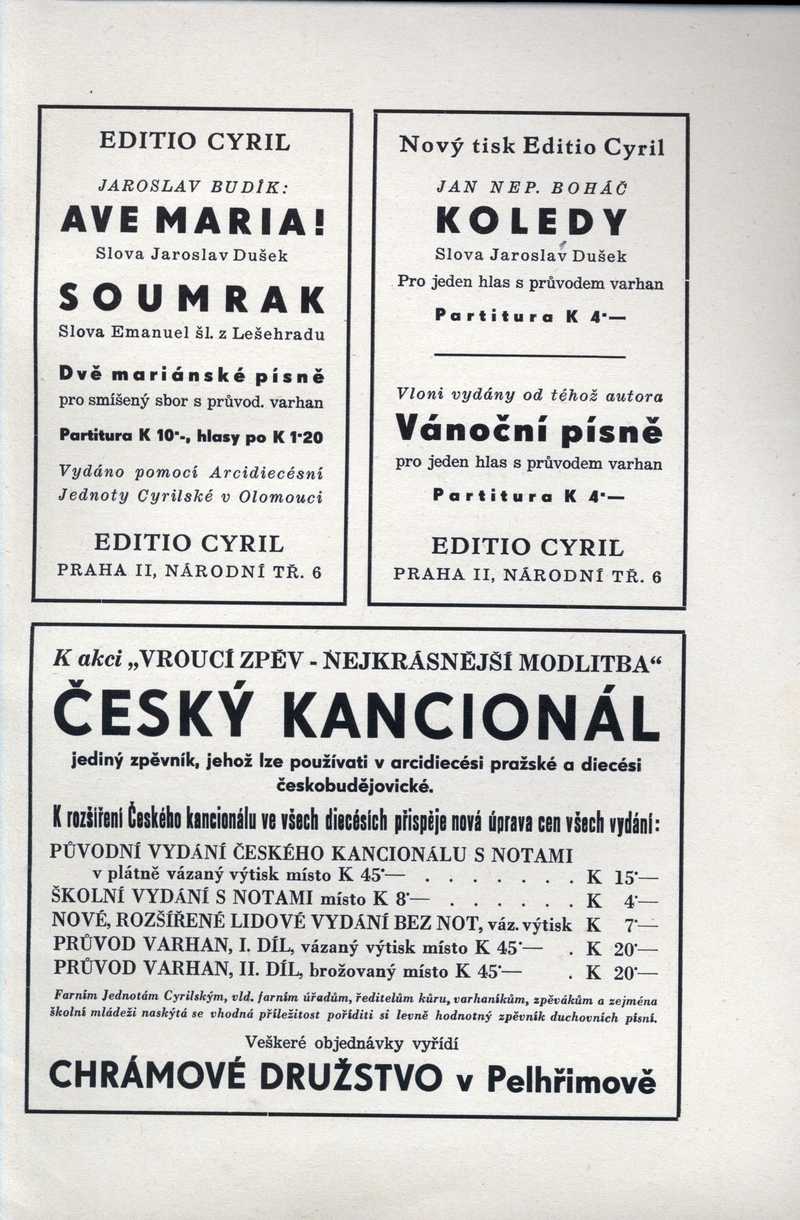 EDITIO CYRIL
JAROSLAV BUDÍK:
AVE MARIA!
Slova Jaroslav Dušek
SOUMRAK
Slova Emanuel šl. z Lešehradu
Dvě mariánské písně
pro smíšený sbor s průvod. varhan
Partitura K 10·-, hlasy po K 1·20
Vydáno pomocí Arcidiecésní
Jednoty Cyrilské v Olomouci
EDITIO CYRIL
PRAHA II, NÁRODNÍ TŘ. 6
Nový tisk Editio Cyril
JAN NEP. BOHÁČ
KOLEDY
Slova Jaroslav Dušek
Pro jeden hlas s průvodem varhan
Partitura K 4·—
Vloni vydány od téhož autora
Vánoční písně
pro jeden hlas s průvodem varhan
Partitura K 4·—
EDITIO CYRIL
PRAHA II, NÁRODNÍ TŘ. 6
K akci „VROUCÍ ZPĚV - NEJKRÁSNĚJŠÍ MODLITBA“
ČESKÝ KANCIONÁL
jediný zpěvník, jehož lze používati v arcidiecési pražské a diecési
českobudějovické.
K rozšíření Českého kancionálu ve všech diecésích přispěje nová úprava cen všech vydání:
PŮVODNÍ VYDÁNÍ ČESKÉHO KANCIONÁLU S NOTAMI
v plátně vázaný výtisk místo K 45·— . . . . . . . K 15·—
ŠKOLNÍ VYDÁNÍ S NOTAMI místo K 8·— . . . . . . K 4·—
NOVÉ, ROZŠÍŘENÉ LIDOVÉ VYDÁNÍ BEZ NOT, váz. výtisk K 7·—
PRŮVOD VARHAN, I. DÍL, vázaný výtisk místo K 45·— . K 20·—
PRŮVOD VARHAN, II. DÍL, brožovaný místo K 45·— . K 20·—
Farním Jednotám Cyrilským, vld. farním úřadům, ředitelům kůru, varhaníkům, zpěvákům a zejména
školní mládeži naskýtá se vhodná příležitost poříditi si levně hodnotný zpěvník duchovních písní.
Veškeré objednávky vyřídí
CHRÁMOVÉ DRUŽSTVO v Pelhřimově